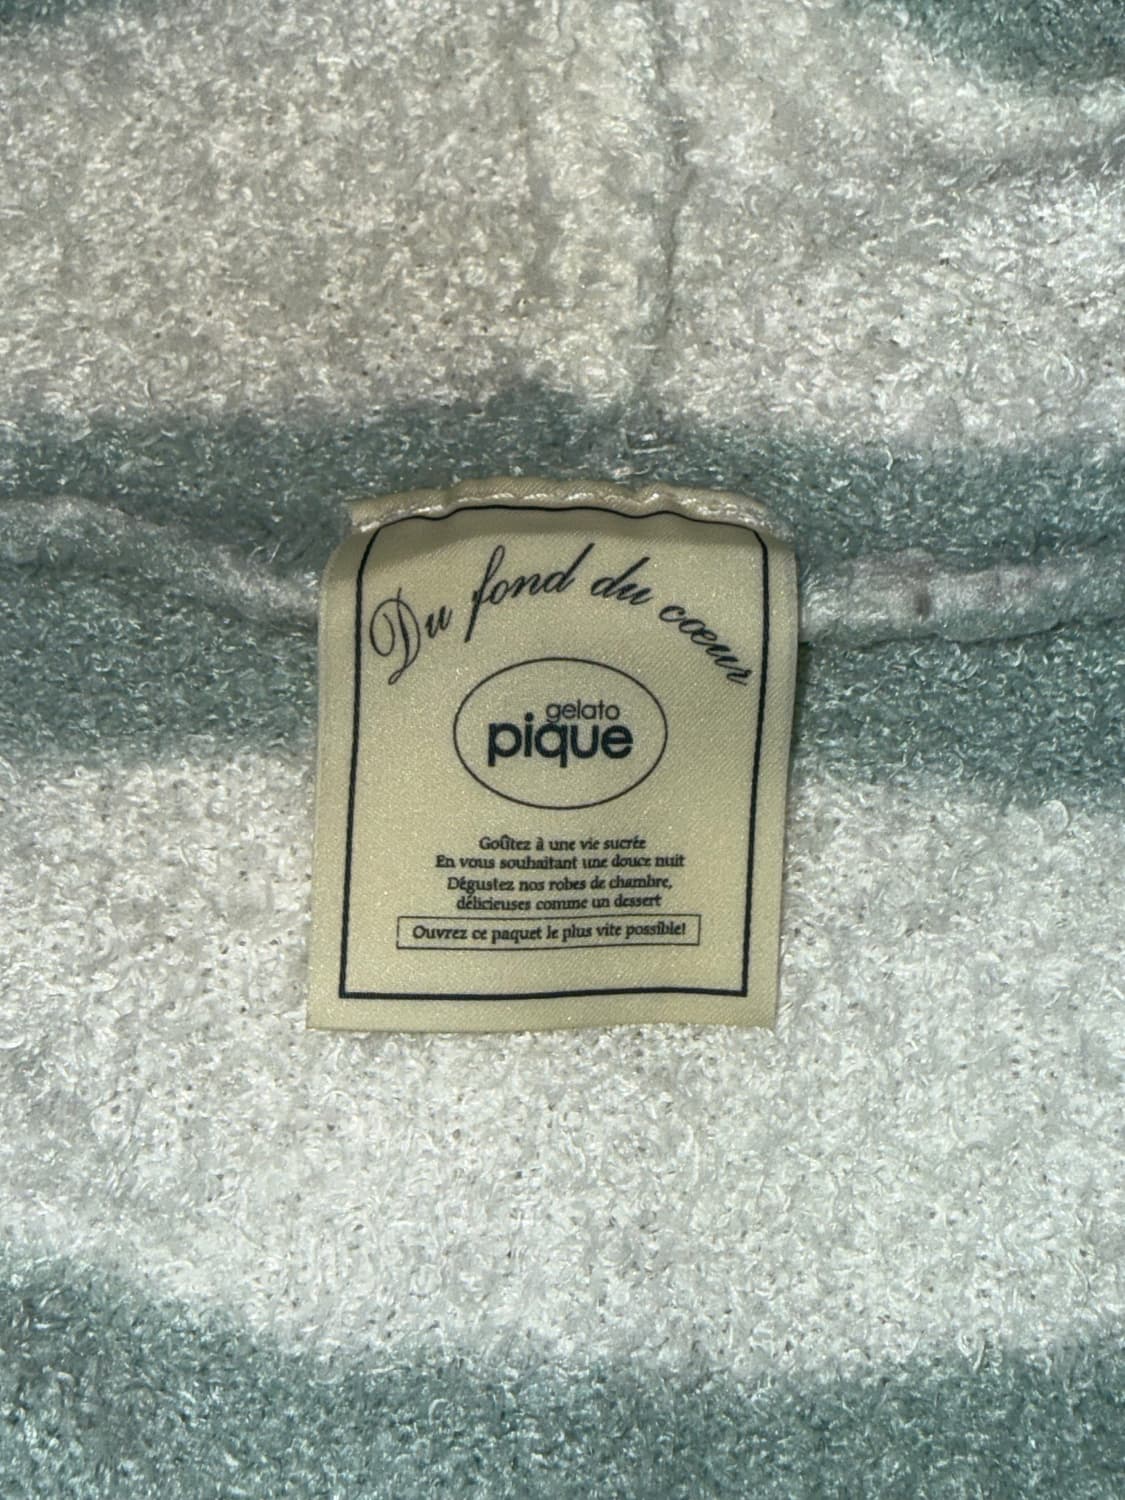 Du fond du cœur
gelato
pique
Goûtez à une vie sucrée
En vous souhaitant une douce nuit
Dégustez nos robes de chambre,
délicieuses comme un dessert
Ouvrez ce paquet le plus vite possible!